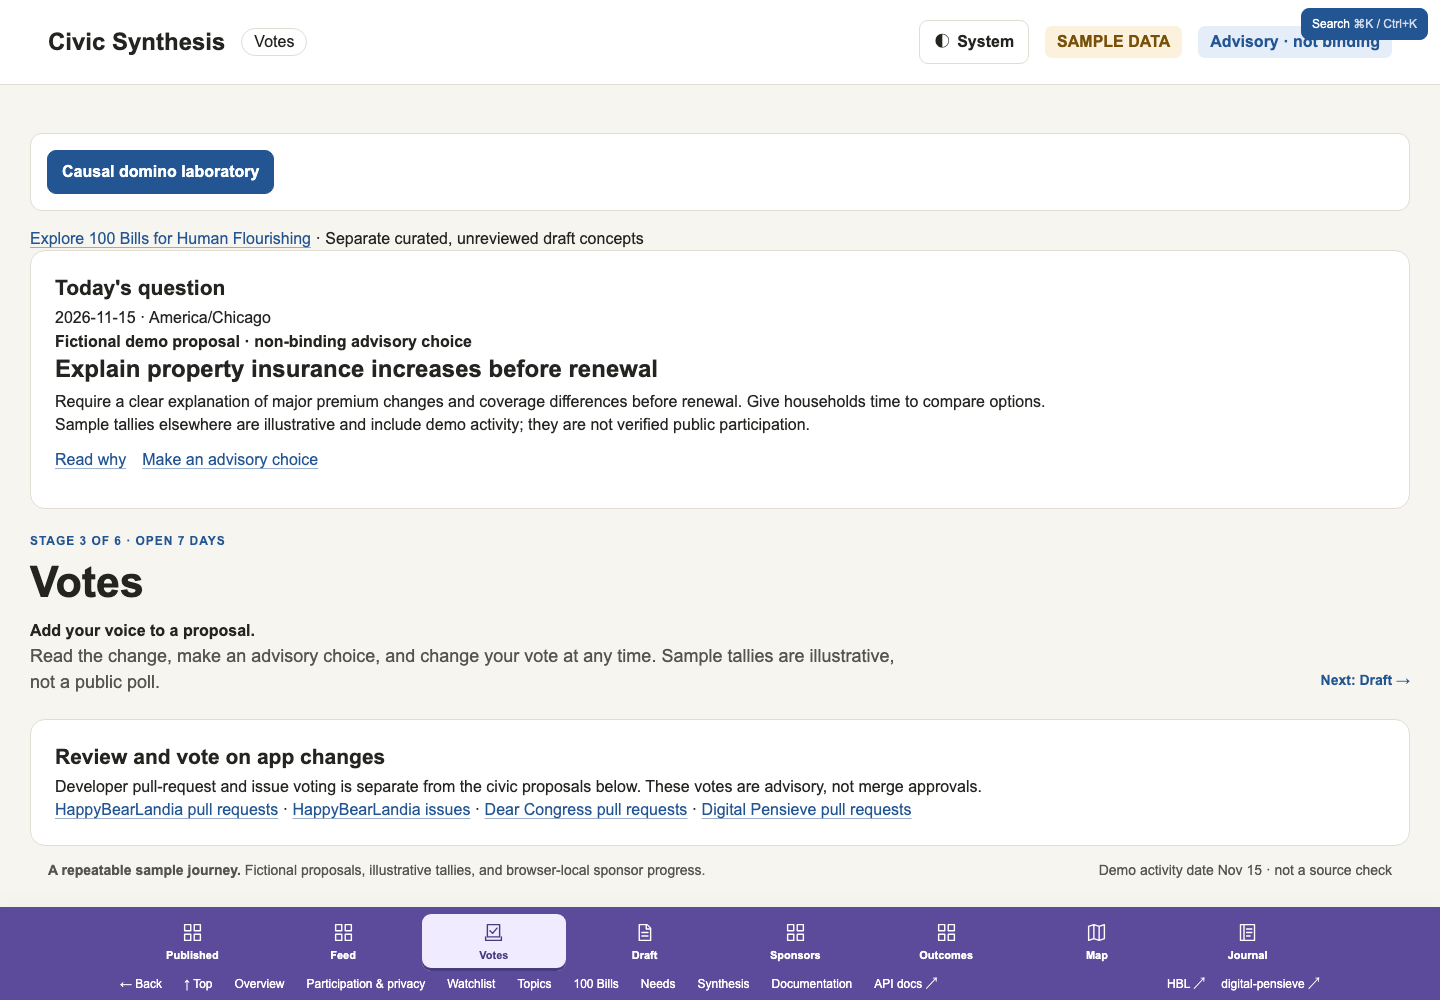 Civic Synthesis
Votes
System
SAMPLE DATA
Advisory · not binding
Search ⌘K / Ctrl+K
Causal domino laboratory
Explore 100 Bills for Human Flourishing · Separate curated, unreviewed draft concepts
Today's question
2026-11-15 · America/Chicago
Fictional demo proposal · non-binding advisory choice
Explain property insurance increases before renewal
Require a clear explanation of major premium changes and coverage differences before renewal. Give households time to compare options.
Sample tallies elsewhere are illustrative and include demo activity; they are not verified public participation.
Read why Make an advisory choice
STAGE 3 OF 6 · OPEN 7 DAYS
Votes
Add your voice to a proposal.
Read the change, make an advisory choice, and change your vote at any time. Sample tallies are illustrative,
not a public poll.
Next: Draft →
Review and vote on app changes
Developer pull-request and issue voting is separate from the civic proposals below. These votes are advisory, not merge approvals.
HappyBearLandia pull requests · HappyBearLandia issues · Dear Congress pull requests · Digital Pensieve pull requests
A repeatable sample journey. Fictional proposals, illustrative tallies, and browser-local sponsor progress.
Demo activity date Nov 15 · not a source check
Published Feed Votes Draft Sponsors Outcomes Map Journal
← Back ↑ Top Overview Participation & privacy Watchlist Topics 100 Bills Needs Synthesis Documentation API docs ↗ HBL ↗ digital-pensieve ↗